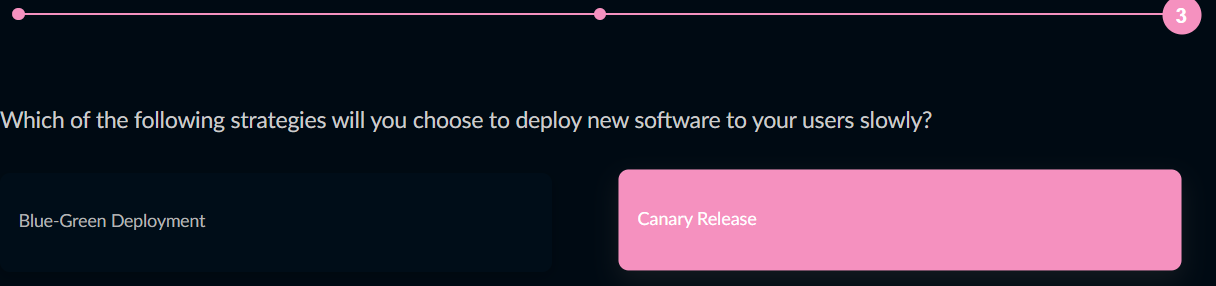 3
Which of the following strategies will you choose to deploy new software to your users slowly?
Blue-Green Deployment
Canary Release